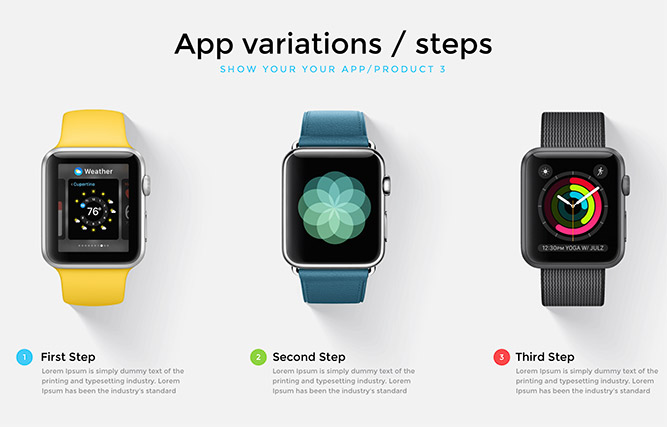 App variations / steps
SHOW YOUR YOUR APP/PRODUCT 3
Weather
Cupertino
76°
12:30PM YOGA W/ JULZ
1 First Step
Lorem Ipsum is simply dummy text of the
printing and typesetting industry. Lorem
Ipsum has been the industry's standard
2 Second Step
Lorem Ipsum is simply dummy text of the
printing and typesetting industry. Lorem
Ipsum has been the industry's standard
3 Third Step
Lorem Ipsum is simply dummy text of the
printing and typesetting industry. Lorem
Ipsum has been the industry's standard